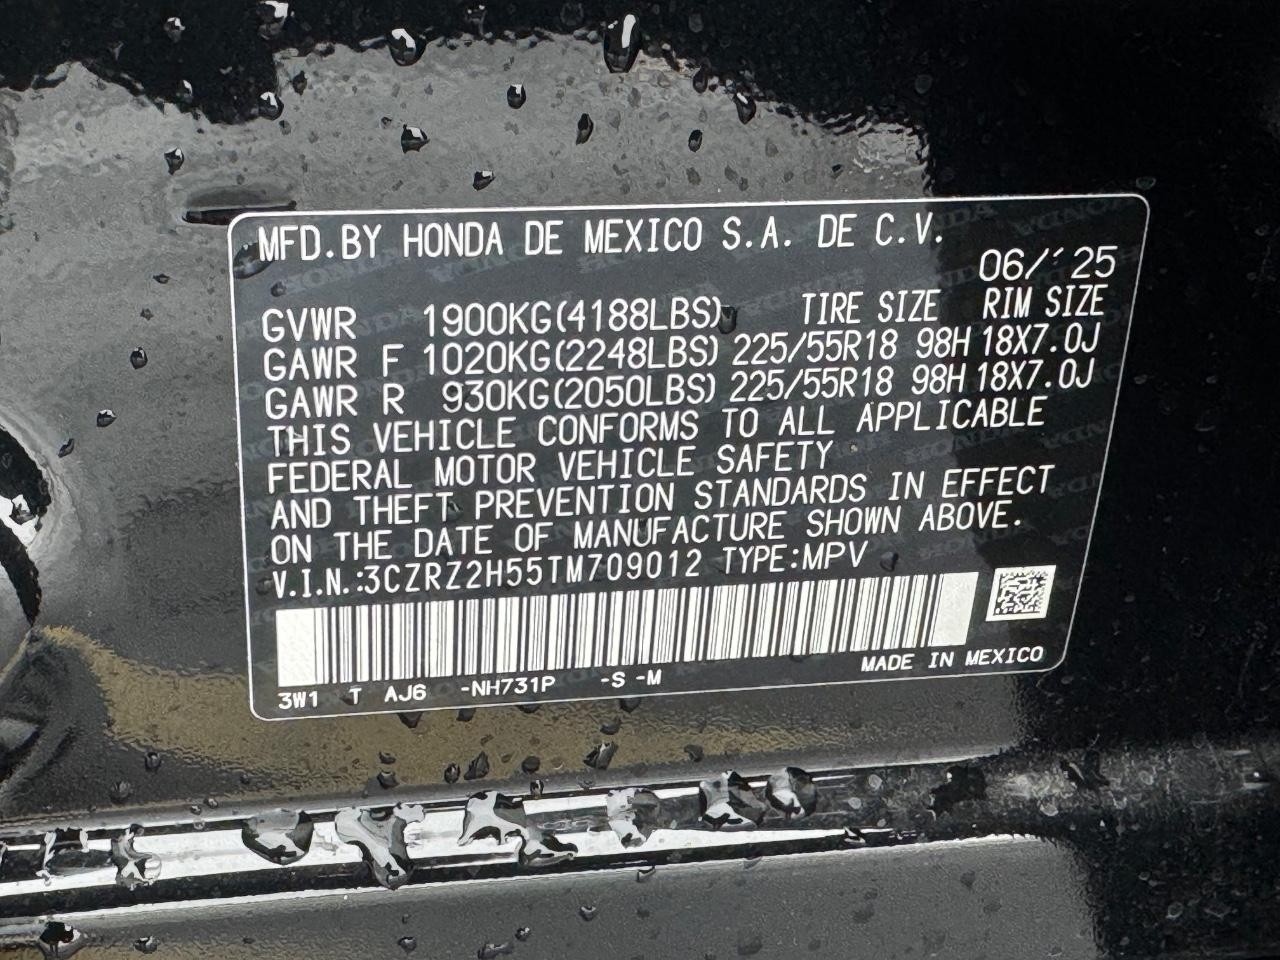 MFD.BY HONDA DE MEXICO S.A. DE C.V.
06/´25
GVWR 1900KG(4188LBS) TIRE SIZE RIM SIZE
GAWR F 1020KG(2248LBS) 225/55R18 98H 18X7.0J
GAWR R 930KG(2050LBS) 225/55R18 98H 18X7.0J
THIS VEHICLE CONFORMS TO ALL APPLICABLE
FEDERAL MOTOR VEHICLE SAFETY
AND THEFT PREVENTION STANDARDS IN EFFECT
ON THE DATE OF MANUFACTURE SHOWN ABOVE.
V.I.N.:3CZRZ2H55TM709012 TYPE:MPV
3W1 T AJ6 -NH731P -S -M MADE IN MEXICO